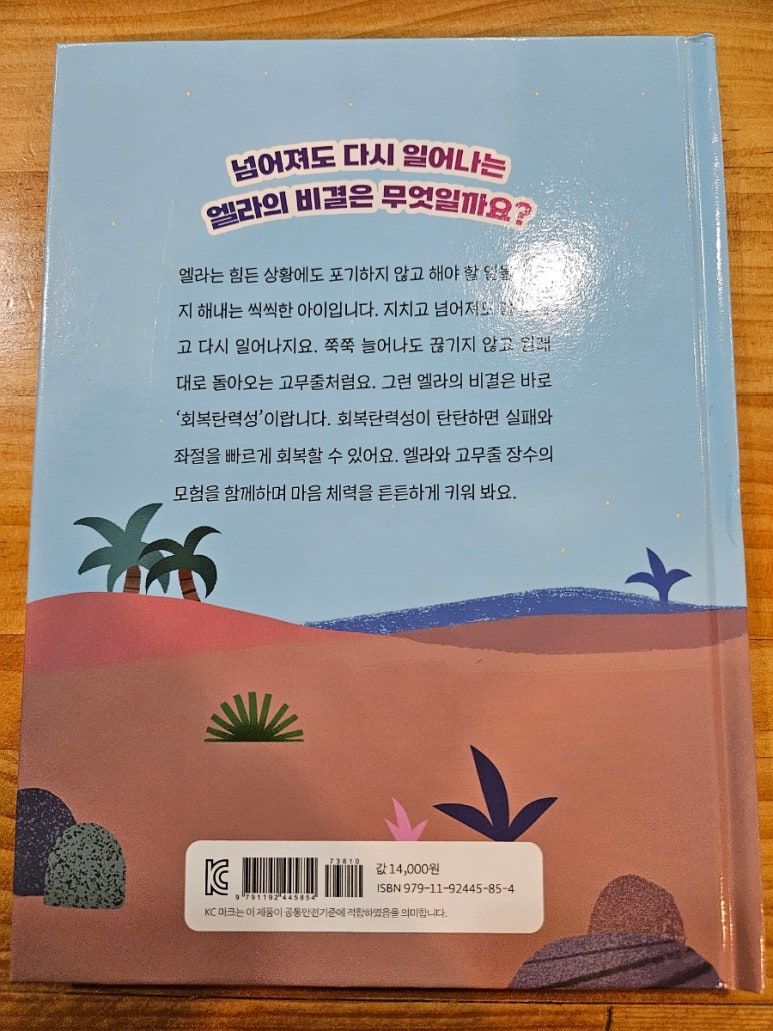 넘어져도 다시 일어나는
엘라의 비결은 무엇일까요?
엘라는 힘든 상황에도 포기하지 않고 해야 할
지 해내는 씩씩한 아이입니다. 지치고 넘어져도
고 다시 일어나지요. 쭉쭉 늘어나도 끊기지 않고 원래
대로 돌아오는 고무줄처럼요. 그런 엘라의 비결은 바로
‘회복탄력성’이랍니다. 회복탄력성이 탄탄하면 실패와
좌절을 빠르게 회복할 수 있어요. 엘라와 고무줄 장수의
모험을 함께하며 마음 체력을 튼튼하게 키워 봐요.
KC
73810
9 791192 445854
값 14,000원
ISBN 979-11-92445-85-4
KC 마크는 이 제품이 공통안전기준에 적합하였음을 의미합니다.